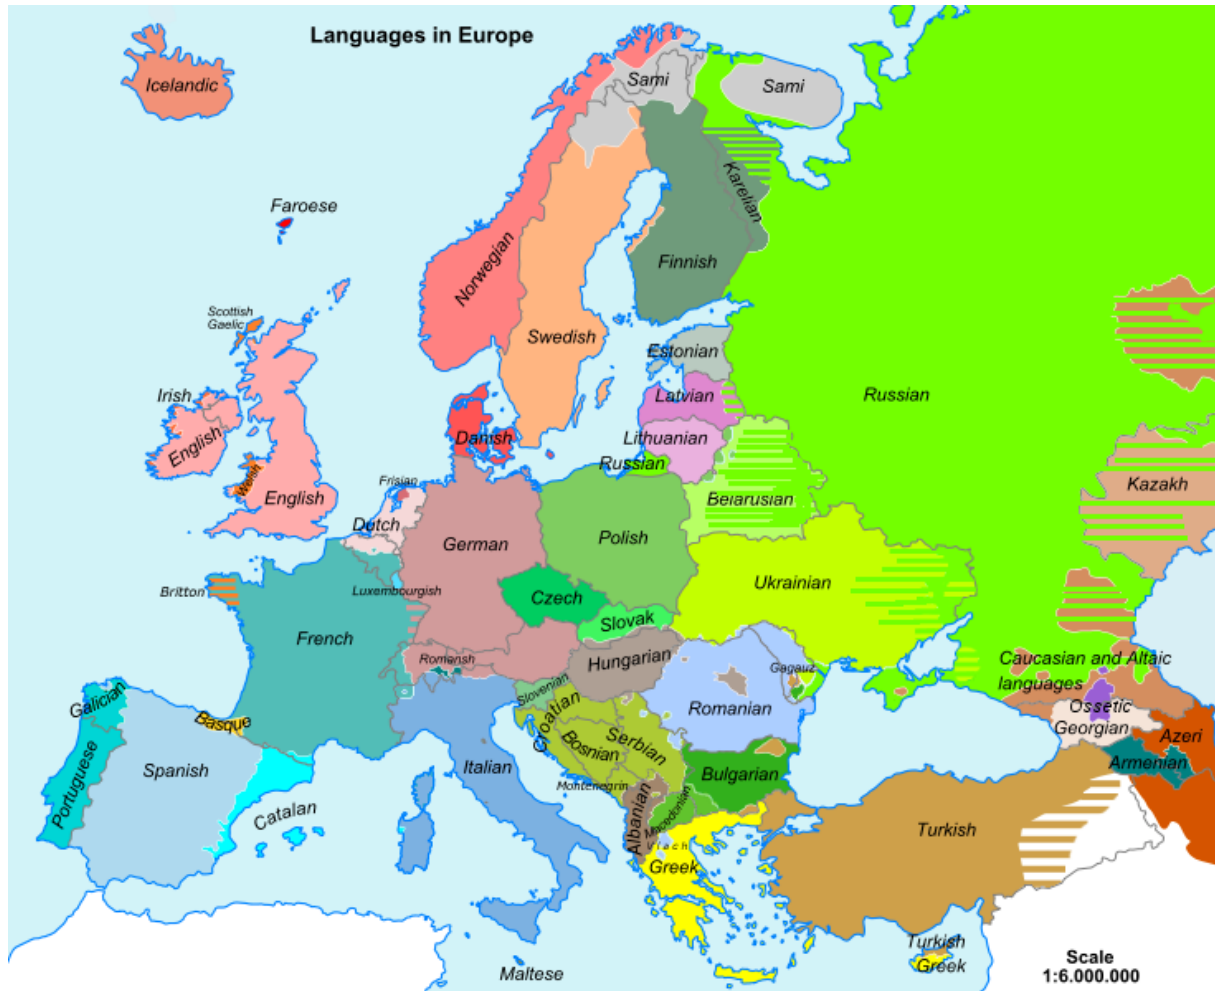 Languages in Europe
Icelandic
Sami
Sami
Faroese
Karelian
Norwegian
Finnish
Scottish
Gaelic
Swedish
Estonian
Irish
Latvian
Russian
English
Danish
Lithuanian
Russian
Welsh
English
Frisian
Kazakh
Belarusian
Dutch
German
Polish
Ukrainian
Britton
Luxembourgish
Czech
Slovak
French
Romansh
Hungarian
Gagauz
Caucasian and Altaic
languages
Galician
Slovenian
Croatian
Romanian
Ossetic
Basque
Georgian
Serbian
Bosnian
Azeri
Portuguese
Spanish
Italian
Bulgarian
Armenian
Montenegrin
Catalan
Albanian
Macedonian
Vlach
Turkish
Greek
Turkish
Greek
Maltese
Scale
1:6.000.000